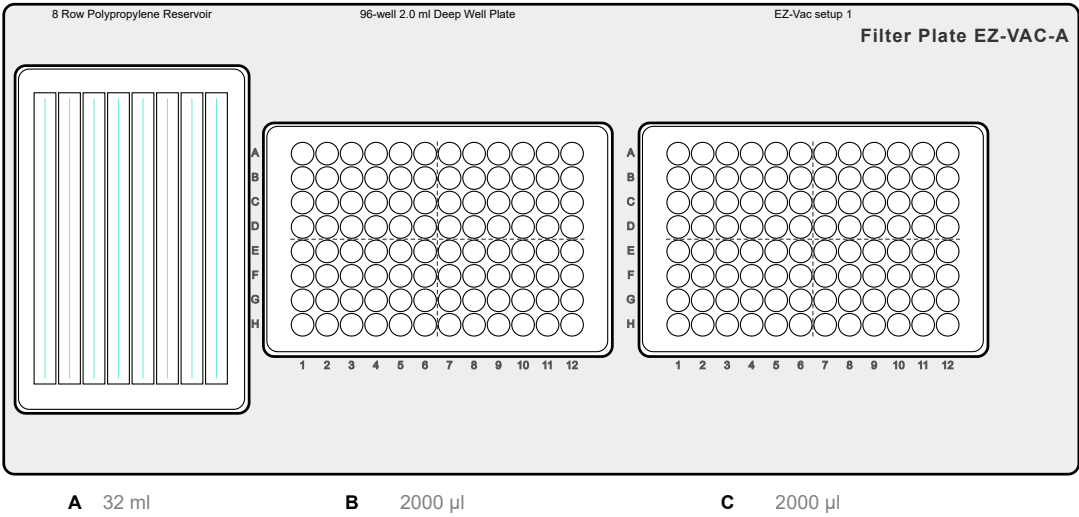 8 Row Polypropylene Reservoir 96-well 2.0 ml Deep Well Plate EZ-Vac setup 1
Filter Plate EZ-VAC-A
A A
B B
C C
D D
E E
F F
G G
H H
1 2 3 4 5 6 7 8 9 10 11 12 1 2 3 4 5 6 7 8 9 10 11 12
A 32 ml B 2000 µl C 2000 µl